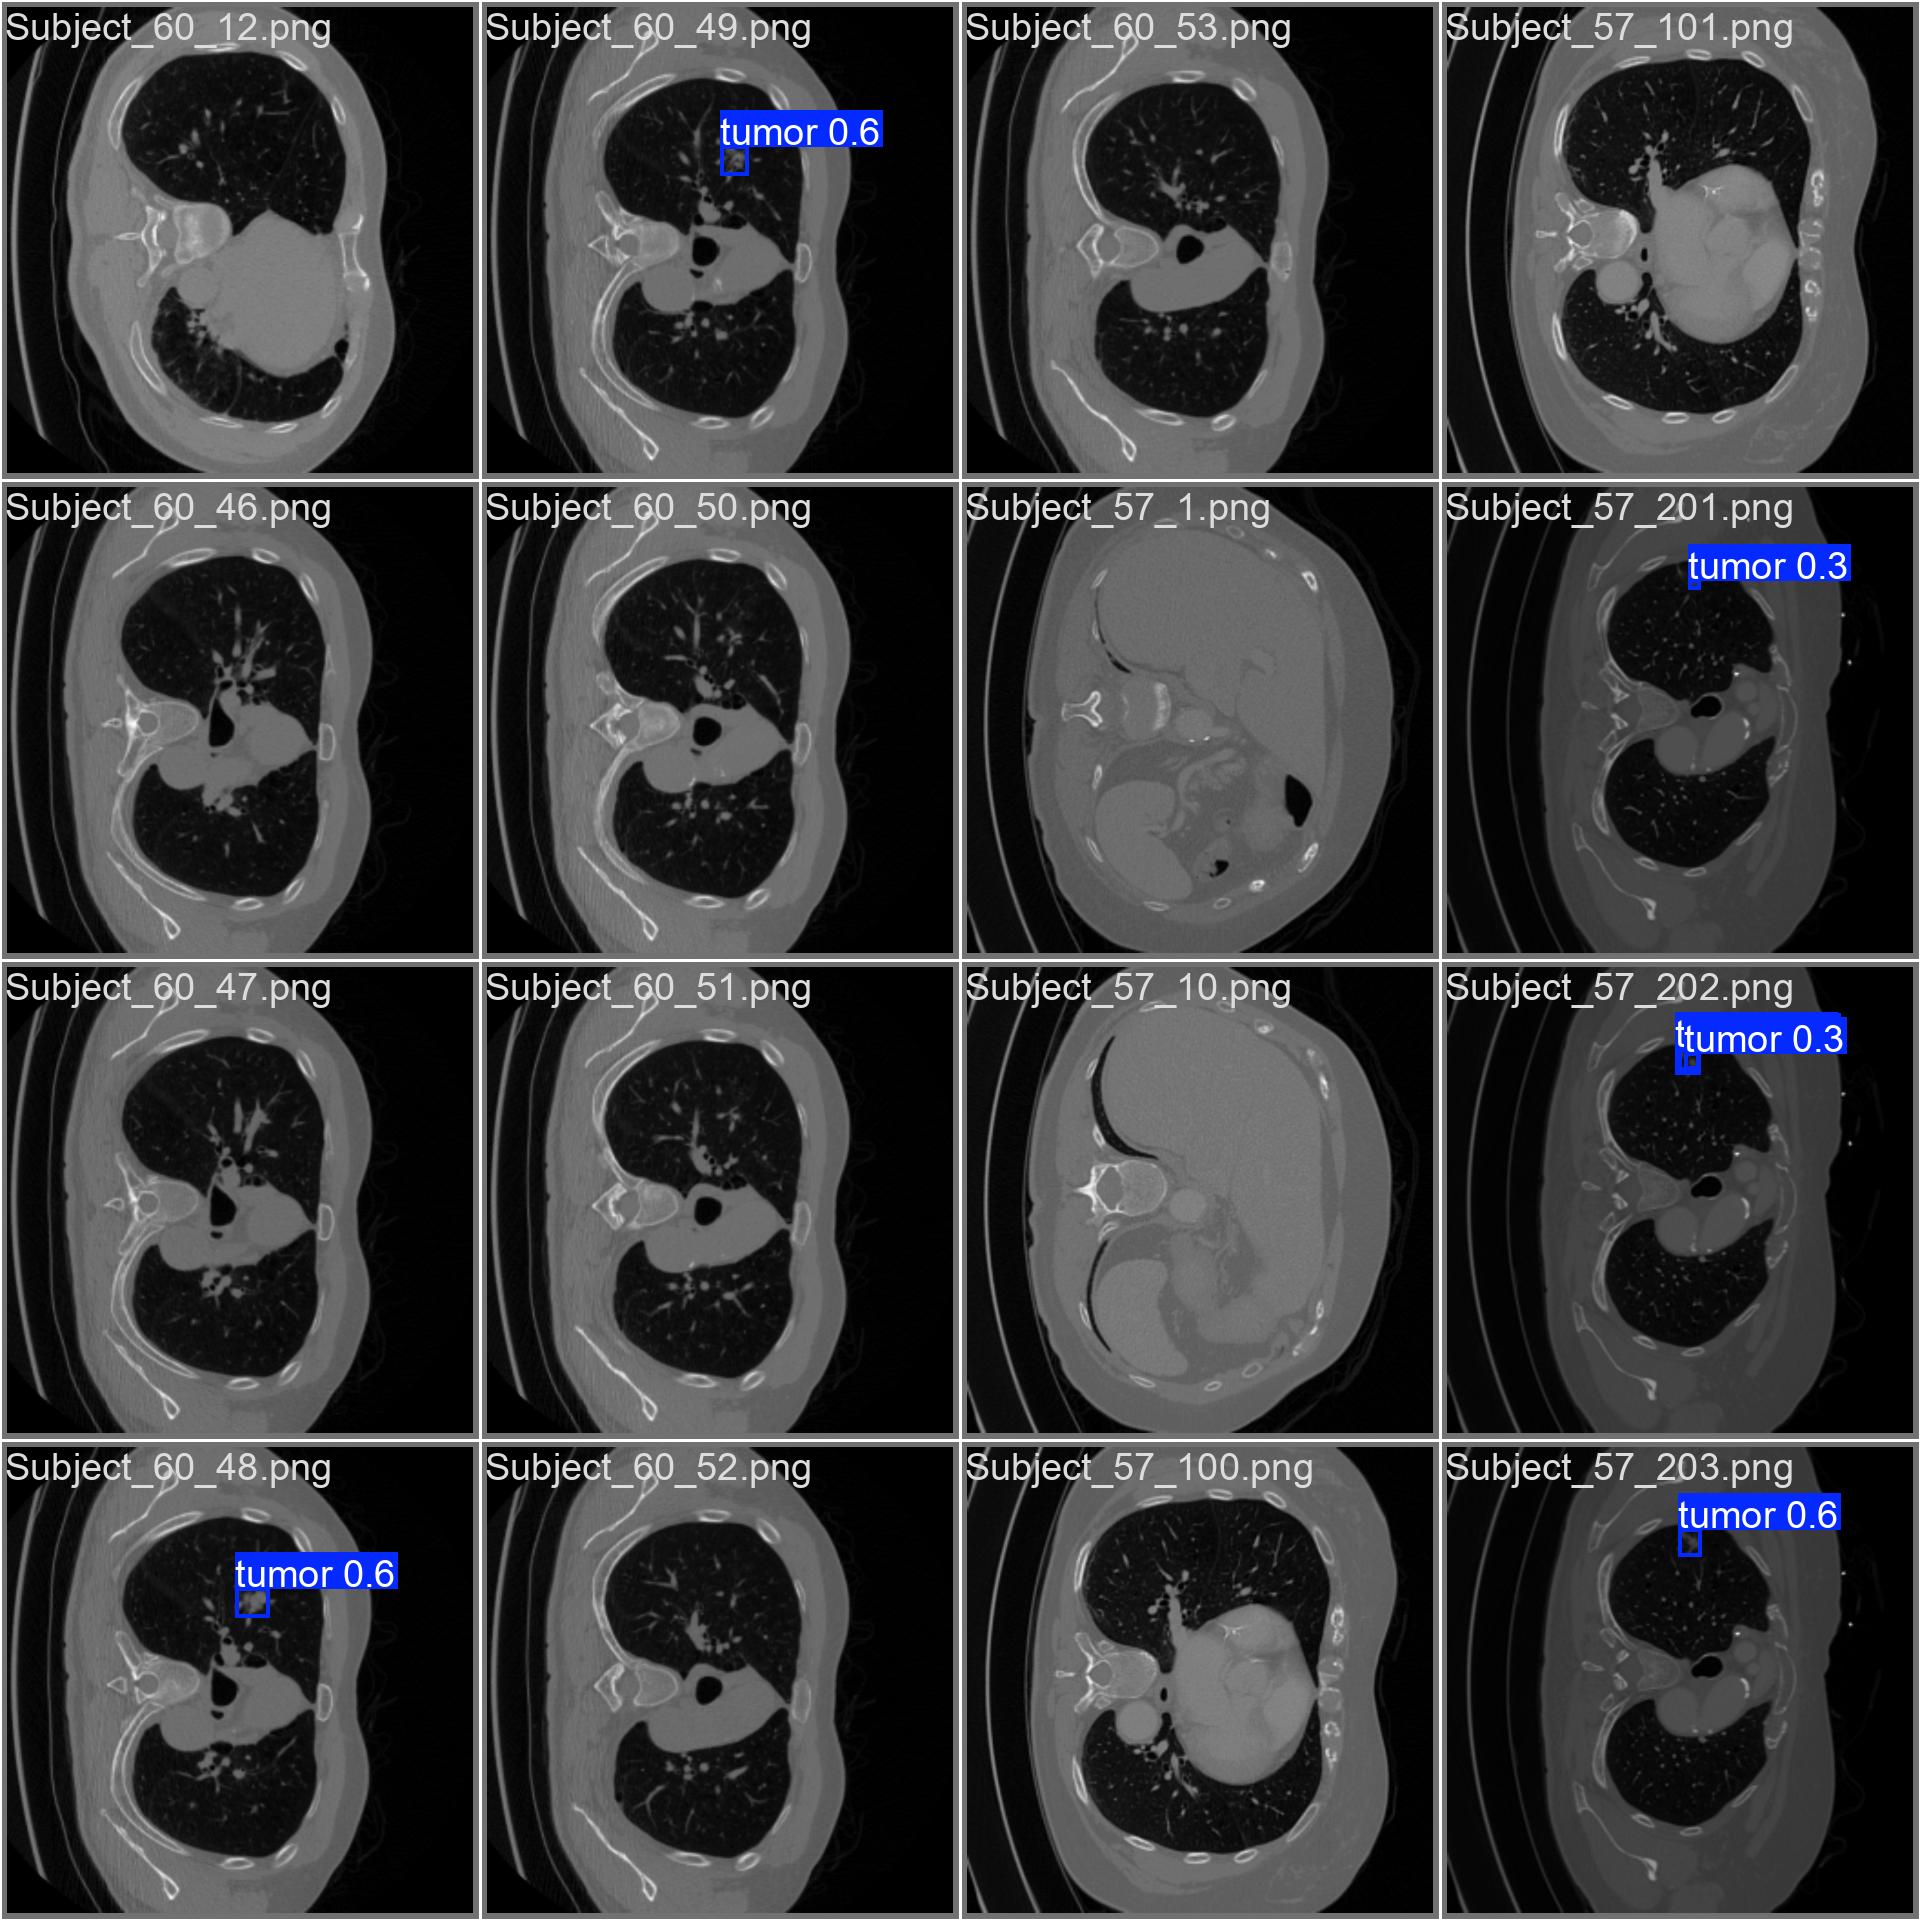 Subject_60_12.png
Subject_60_49.png
tumor 0.6
Subject_60_53.png
Subject_57_101.png
Subject_60_46.png
Subject_60_50.png
Subject_57_1.png
Subject_57_201.png
tumor 0.3
Subject_60_47.png
Subject_60_51.png
Subject_57_10.png
Subject_57_202.png
tumor 0.3
Subject_60_48.png
tumor 0.6
Subject_60_52.png
Subject_57_100.png
Subject_57_203.png
tumor 0.6